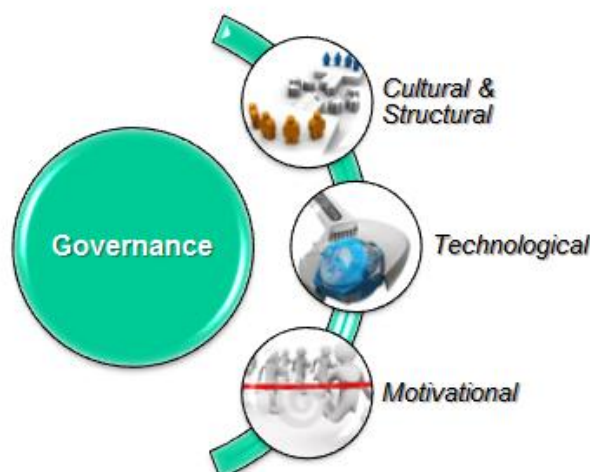 Cultural &
Structural
Governance
Technological
Motivational